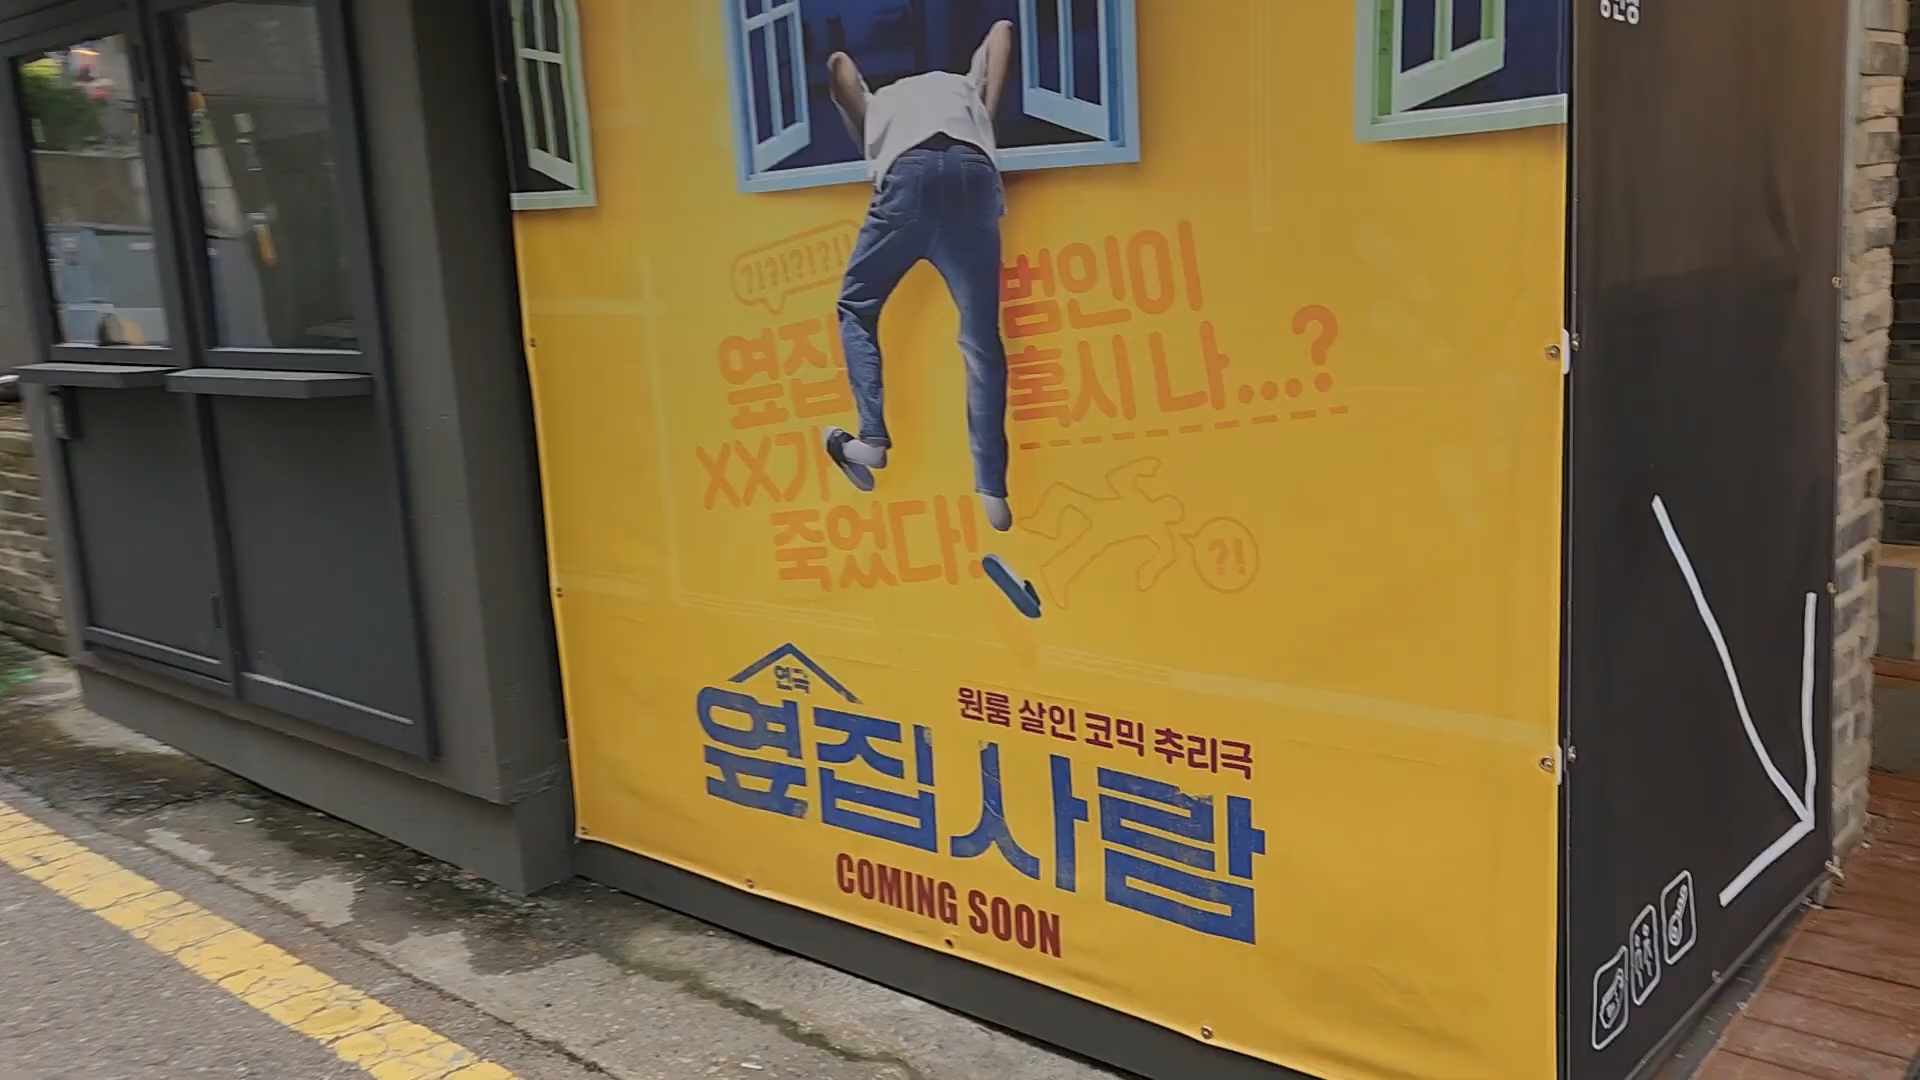 ?!?!?!?!!
옆집
XX가
죽었다!
범인이
혹시 나...?
?!
연극
옆집사람
원룸 살인 코믹 추리극
COMING SOON